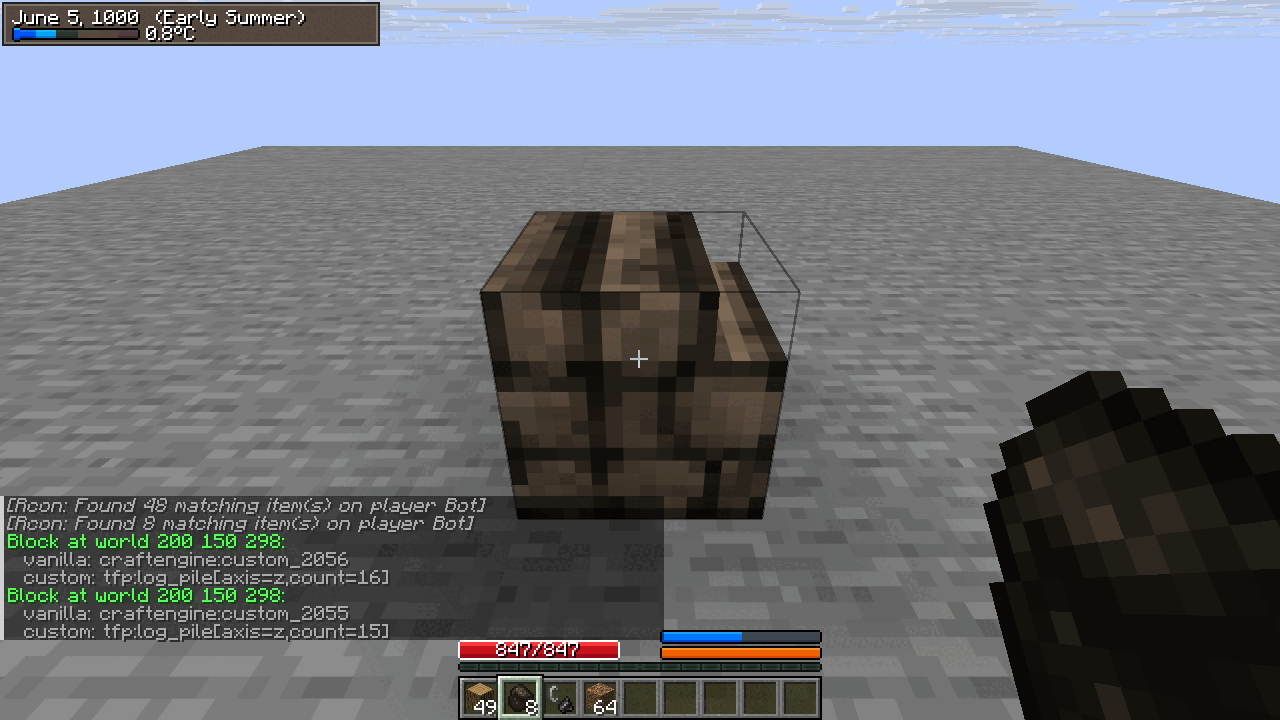 June 5, 1000 (Early Summer)
0.8°C
[Rcon: Found 48 matching item(s) on player Bot]
[Rcon: Found 8 matching item(s) on player Bot]
Block at world 200 150 298:
vanilla: craftengine:custom_2056
custom: tfp:log_pile[axis=z,count=16]
Block at world 200 150 298:
vanilla: craftengine:custom_2055
custom: tfp:log_pile[axis=z,count=15]
847/847
49 8 64